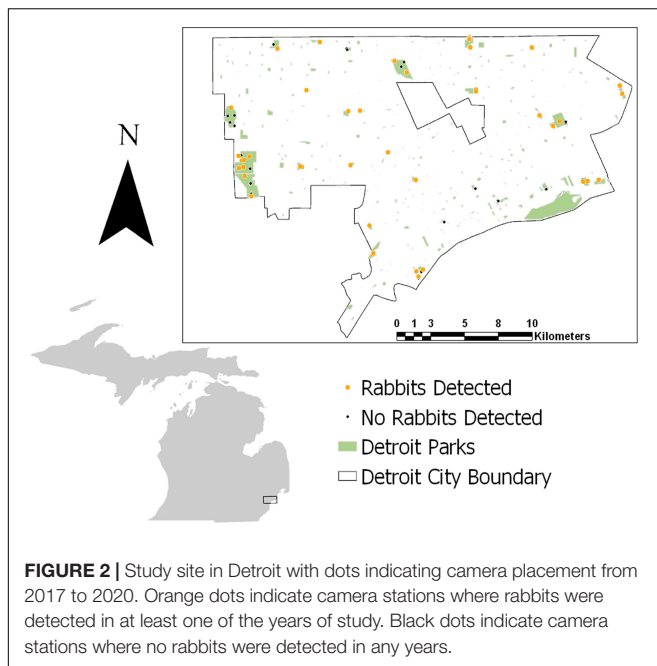 N
0 1 3 5 8 10
Kilometers
Rabbits Detected
No Rabbits Detected
Detroit Parks
Detroit City Boundary
FIGURE 2 | Study site in Detroit with dots indicating camera placement from
2017 to 2020. Orange dots indicate camera stations where rabbits were
detected in at least one of the years of study. Black dots indicate camera
stations where no rabbits were detected in any years.